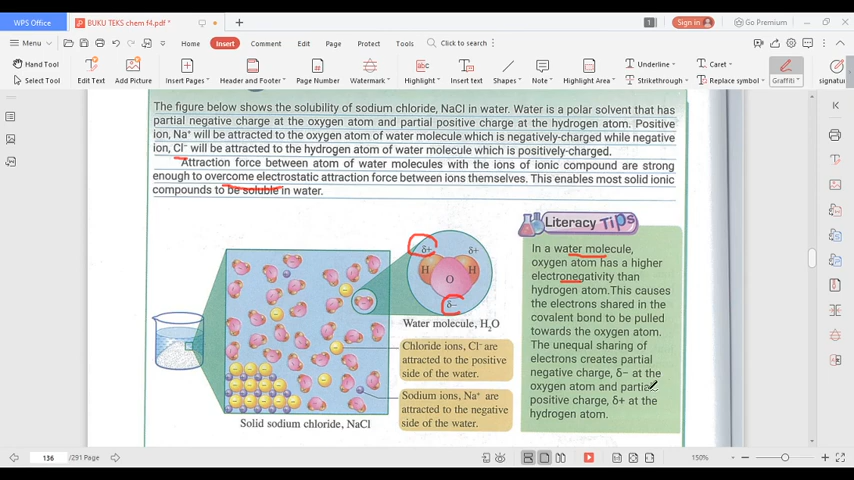 WPS Office
BUKU TEKS chem f4.pdf *
1
Sign in
Go Premium
Menu
Home
Insert
Comment
Edit
Page
Protect
Tools
Click to search
Hand Tool
Select Tool
Edit Text
Add Picture
Insert Pages
Header and Footer
Page Number
Watermark
Highlight
Insert text
Shapes
Note
Highlight Area
Underline
Strikethrough
Caret
Replace symbol
Graffiti
signatur
The figure below shows the solubility of sodium chloride, NaCl in water. Water is a polar solvent that has
partial negative charge at the oxygen atom and partial positive charge at the hydrogen atom. Positive
ion, Na⁺ will be attracted to the oxygen atom of water molecule which is negatively-charged while negative
ion, Cl⁻ will be attracted to the hydrogen atom of water molecule which is positively-charged.
Attraction force between atom of water molecules with the ions of ionic compound are strong
enough to overcome electrostatic attraction force between ions themselves. This enables most solid ionic
compounds to be soluble in water.
δ+
δ+
H
H
O
δ−
Water molecule, H₂O
Chloride ions, Cl⁻ are
attracted to the positive
side of the water.
Sodium ions, Na⁺ are
attracted to the negative
side of the water.
Solid sodium chloride, NaCl
Literacy Tips
In a water molecule,
oxygen atom has a higher
electronegativity than
hydrogen atom.This causes
the electrons shared in the
covalent bond to be pulled
towards the oxygen atom.
The unequal sharing of
electrons creates partial
negative charge, δ− at the
oxygen atom and partial
positive charge, δ+ at the
hydrogen atom.
136
/291 Page
150%